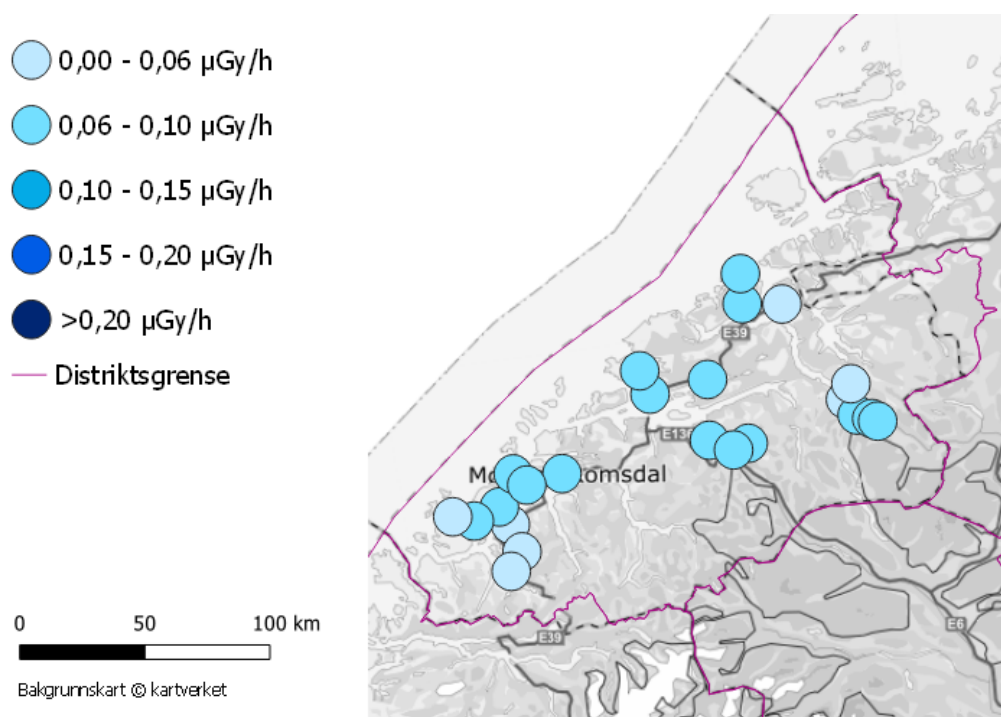 0,00 - 0,06 µGy/h
0,06 - 0,10 µGy/h
0,10 - 0,15 µGy/h
0,15 - 0,20 µGy/h
>0,20 µGy/h
Distriktsgrense
0 50 100 km
Bakgrunnskart © kartverket
E39
E136
omsdal
E39
E6